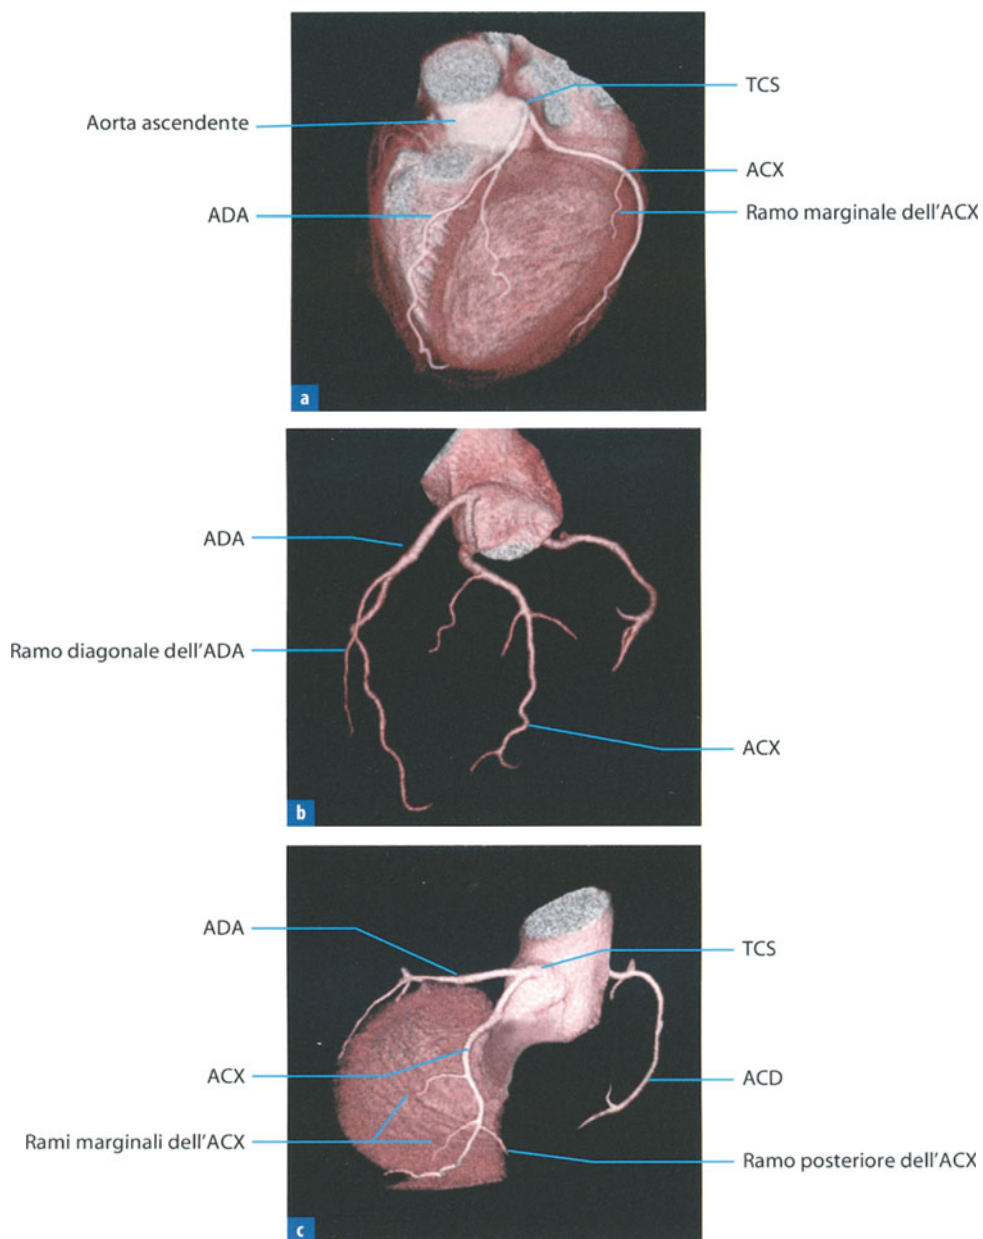 TCS
Aorta ascendente
ACX
ADA
Ramo marginale dell'ACX
a
ADA
Ramo diagonale dell'ADA
ACX
b
ADA
TCS
ACX
ACD
Rami marginali dell'ACX
Ramo posteriore dell'ACX
c